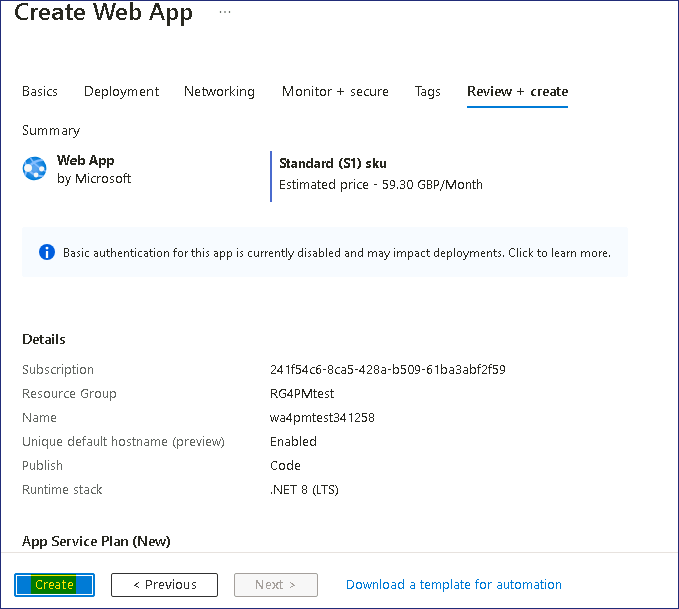 Create Web App ...
Basics Deployment Networking Monitor + secure Tags Review + create
Summary
Web App
by Microsoft
Standard (S1) sku
Estimated price - 59.30 GBP/Month
Basic authentication for this app is currently disabled and may impact deployments. Click to learn more.
Details
Subscription 241f54c6-8ca5-428a-b509-61ba3abf2f59
Resource Group RG4PMtest
Name wa4pmtest341258
Unique default hostname (preview) Enabled
Publish Code
Runtime stack .NET 8 (LTS)
App Service Plan (New)
Create < Previous Next > Download a template for automation